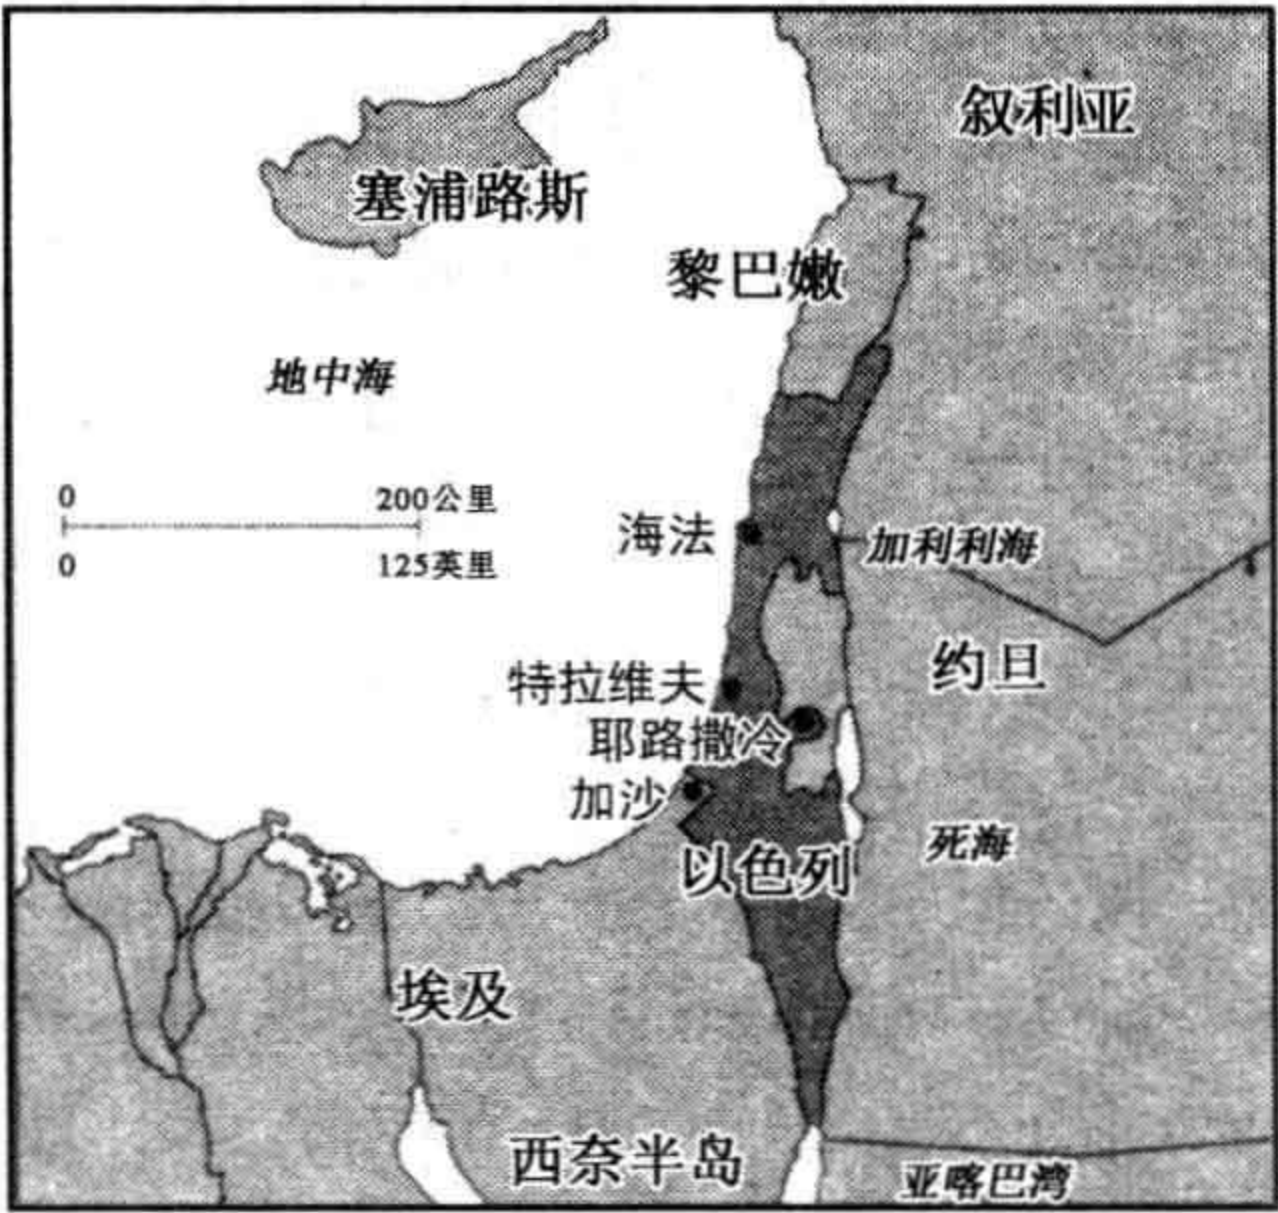 叙利亚
塞浦路斯
黎巴嫩
地中海
0 200公里
0 125英里
海法
加利利海
特拉维夫
约旦
耶路撒冷
加沙
死海
以色列
埃及
西奈半岛
亚喀巴湾